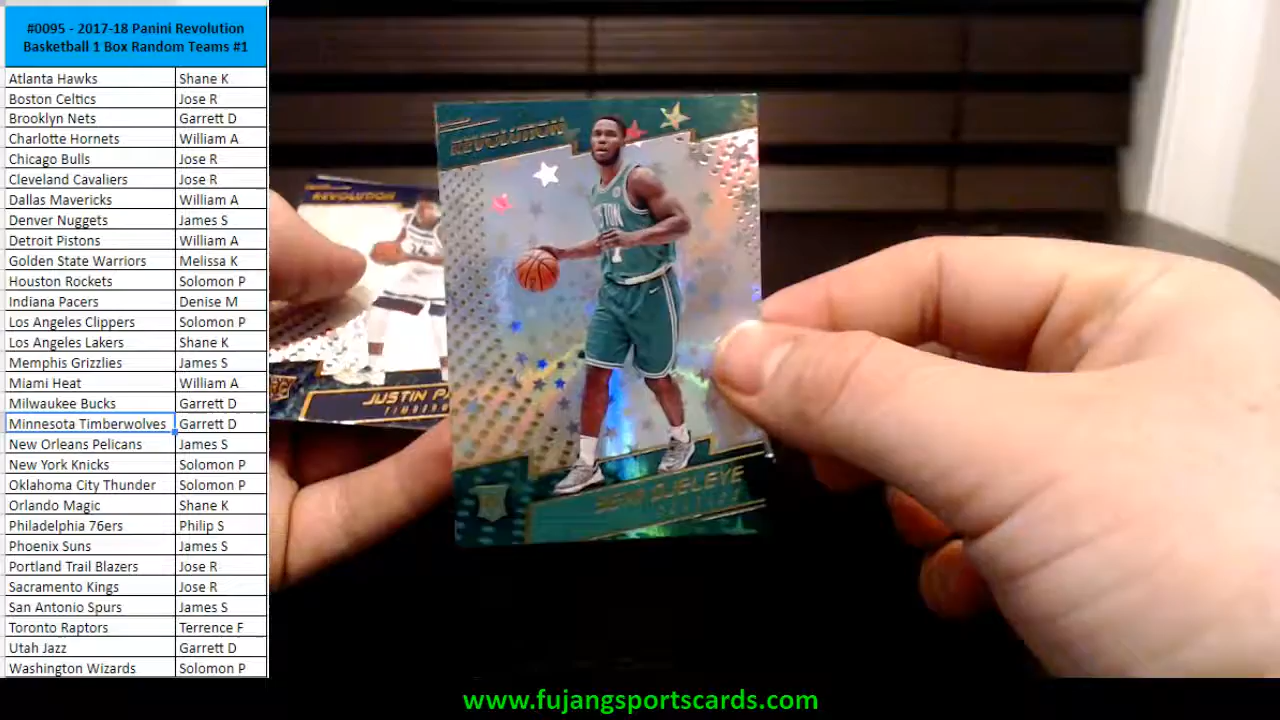 #0095 - 2017-18 Panini Revolution
Basketball 1 Box Random Teams #1
Atlanta Hawks Shane K
Boston Celtics Jose R
Brooklyn Nets Garrett D
Charlotte Hornets William A
Chicago Bulls Jose R
Cleveland Cavaliers Jose R
Dallas Mavericks William A
Denver Nuggets James S
Detroit Pistons William A
Golden State Warriors Melissa K
Houston Rockets Solomon P
Indiana Pacers Denise M
Los Angeles Clippers Solomon P
Los Angeles Lakers Shane K
Memphis Grizzlies James S
Miami Heat William A
Milwaukee Bucks Garrett D
Minnesota Timberwolves Garrett D
New Orleans Pelicans James S
New York Knicks Solomon P
Oklahoma City Thunder Solomon P
Orlando Magic Shane K
Philadelphia 76ers Philip S
Phoenix Suns James S
Portland Trail Blazers Jose R
Sacramento Kings Jose R
San Antonio Spurs James S
Toronto Raptors Terrence F
Utah Jazz Garrett D
Washington Wizards Solomon P
REVOLUTION
SEMI OJELEYE
CELTICS
REVOLUTION
JUSTIN
www.fujangsportscards.com